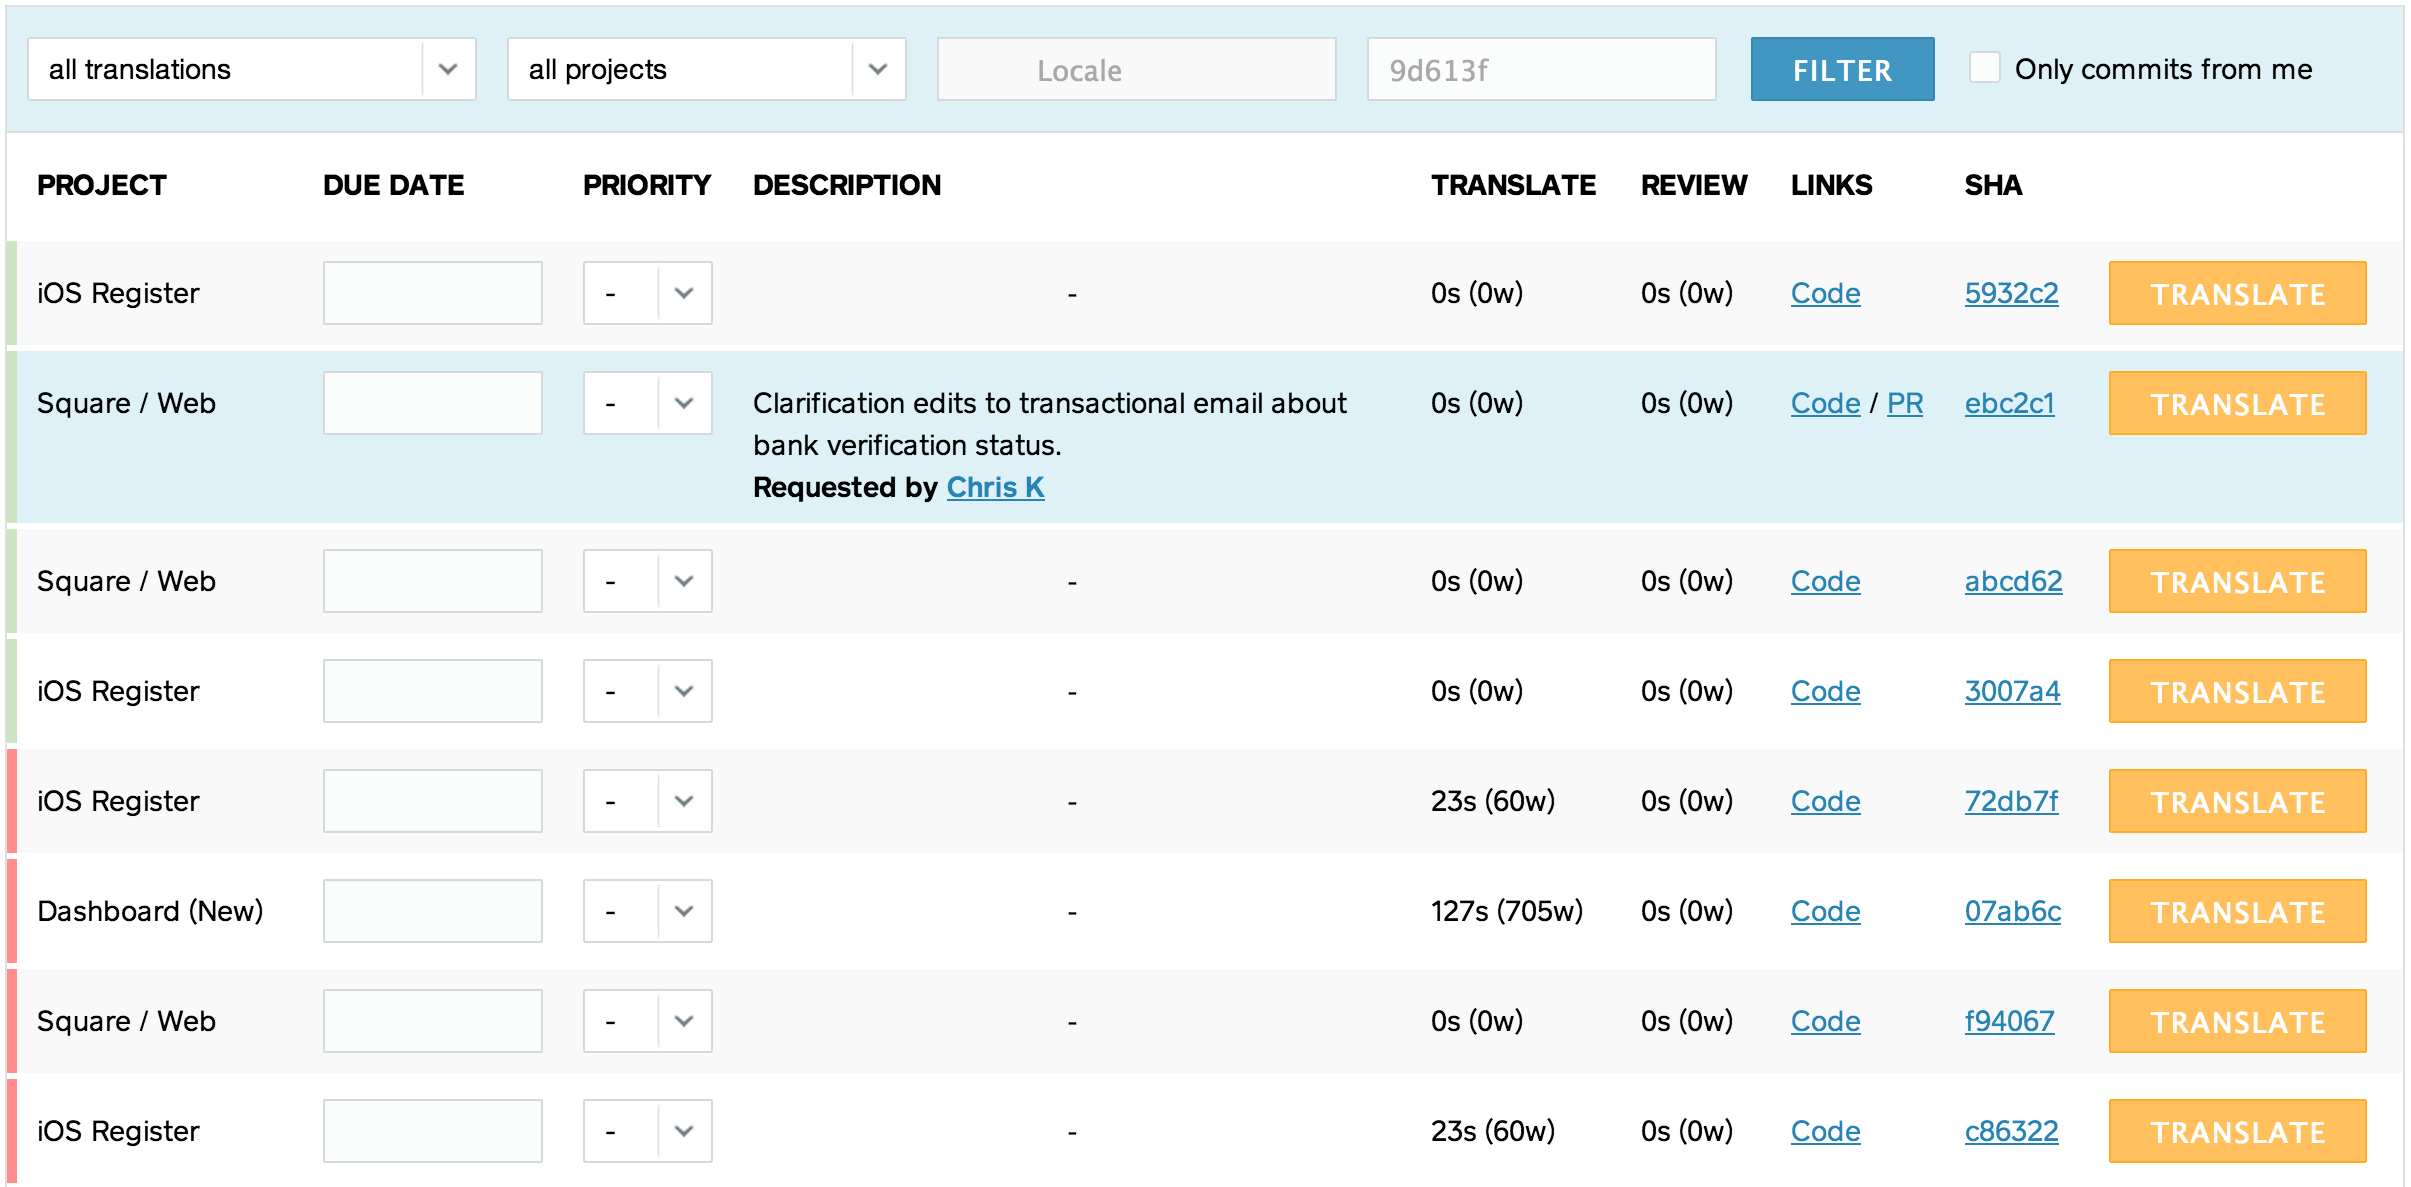 all translations all projects Locale 9d613f FILTER Only commits from me
PROJECT DUE DATE PRIORITY DESCRIPTION TRANSLATE REVIEW LINKS SHA
iOS Register - - 0s (0w) 0s (0w) Code 5932c2 TRANSLATE
Square / Web - Clarification edits to transactional email about 0s (0w) 0s (0w) Code / PR ebc2c1 TRANSLATE
bank verification status.
Requested by Chris K
Square / Web - - 0s (0w) 0s (0w) Code abcd62 TRANSLATE
iOS Register - - 0s (0w) 0s (0w) Code 3007a4 TRANSLATE
iOS Register - - 23s (60w) 0s (0w) Code 72db7f TRANSLATE
Dashboard (New) - - 127s (705w) 0s (0w) Code 07ab6c TRANSLATE
Square / Web - - 0s (0w) 0s (0w) Code f94067 TRANSLATE
iOS Register - - 23s (60w) 0s (0w) Code c86322 TRANSLATE